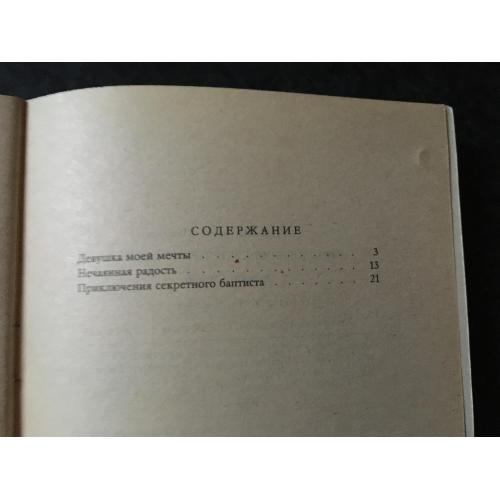 СОДЕРЖАНИЕ
Девушка моей мечты . . . . . . . . . . . 3
Нечаянная радость . . . . . . . . . . . . 13
Приключения секретного баптиста . . . . . . 21